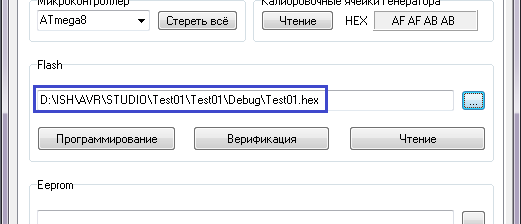 Микроконтроллер
Калибровочные ячейки генератора
ATmega8
Стереть всё
Чтение
HEX
AF AF AB AB
Flash
D:\ISH\AVR\STUDIO\Test01\Test01\Debug\Test01.hex
...
Программирование
Верификация
Чтение
Eeprom